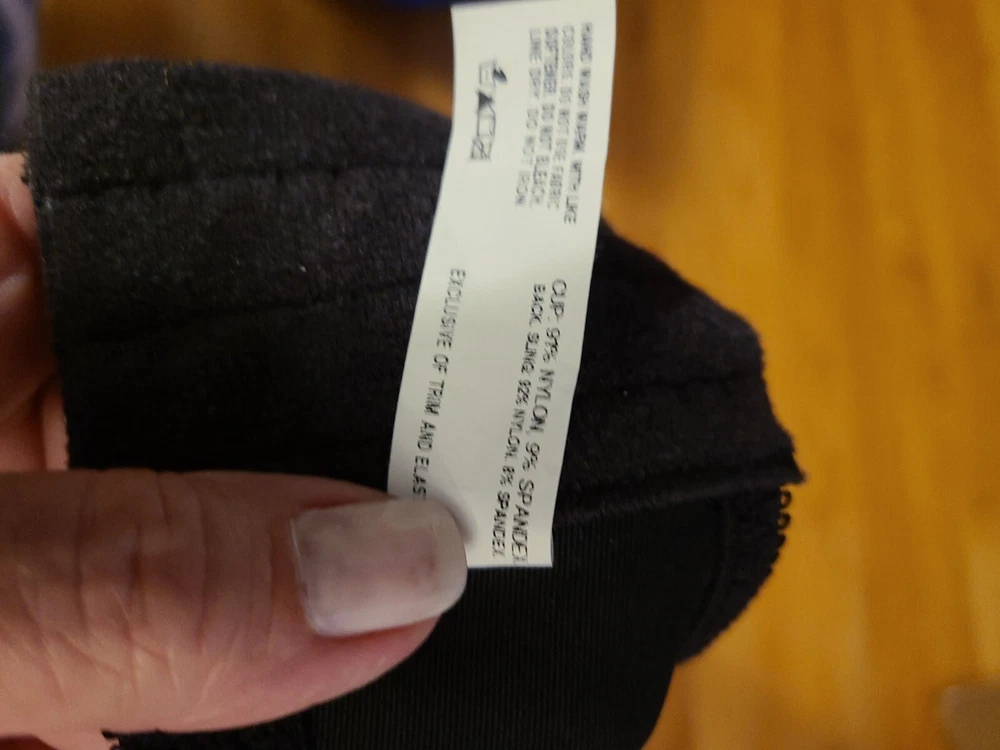 HAND WASH WARM WITH LIKE
COLORS. DO NOT USE FABRIC
SOFTENER. DO NOT BLEACH.
LINE DRY. DO NOT IRON.
CUP: 91% NYLON, 9% SPANDEX
BACK, SLING: 92% NYLON, 8% SPANDEX
EXCLUSIVE OF TRIM AND ELAST